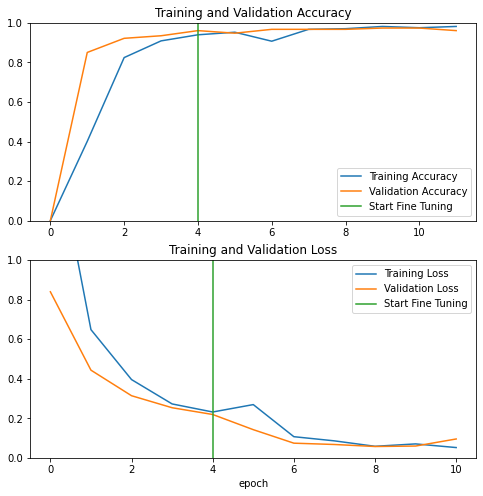 Training and Validation Accuracy
1.0
0.8
0.6
0.4
0.2
0.0
Training Accuracy
Validation Accuracy
Start Fine Tuning
0 2 4 6 8 10
Training and Validation Loss
1.0
0.8
0.6
0.4
0.2
0.0
Training Loss
Validation Loss
Start Fine Tuning
0 2 4 6 8 10
epoch